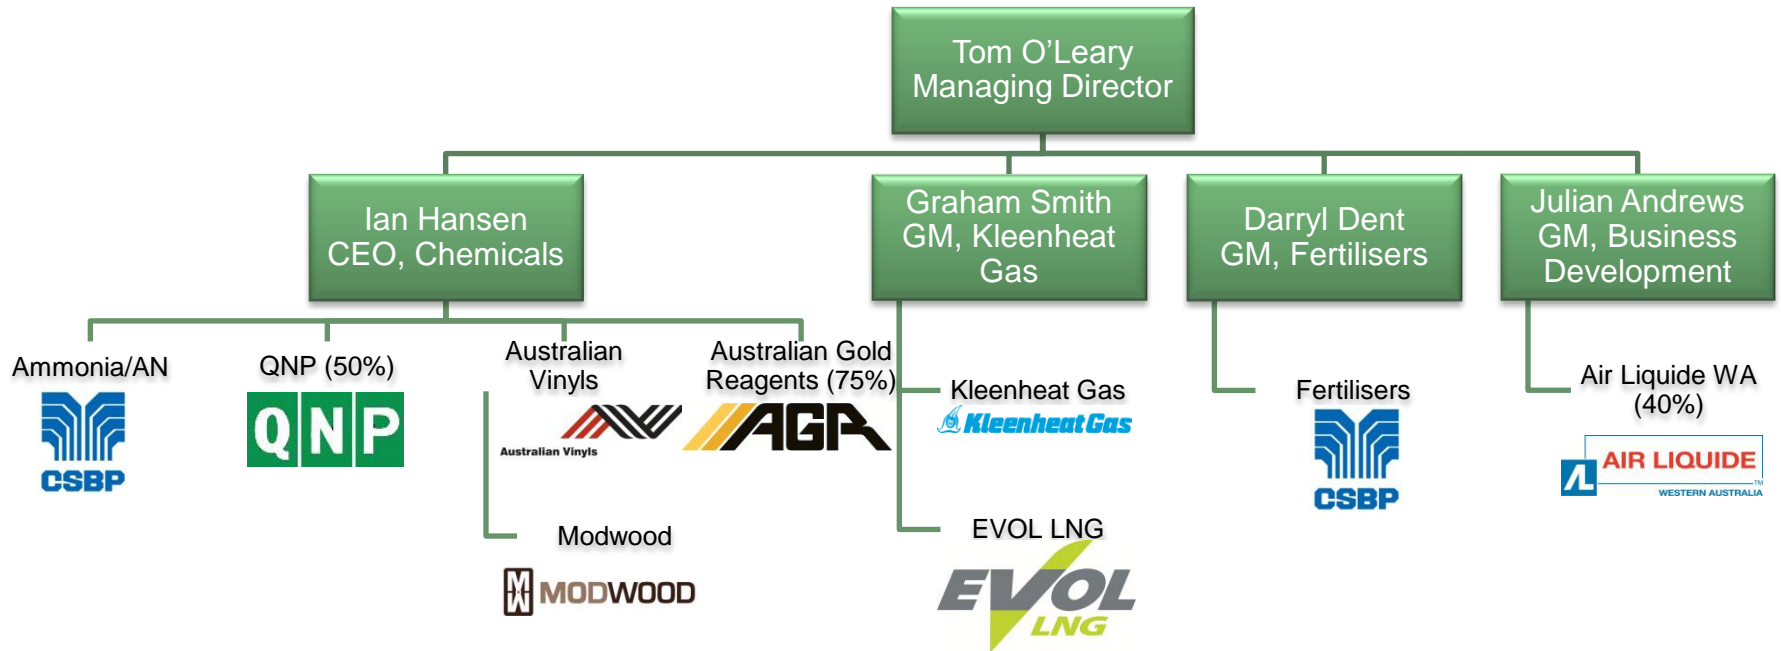 Tom O’Leary
Managing Director
Ian Hansen
CEO, Chemicals
Graham Smith
GM, Kleenheat
Gas
Darryl Dent
GM, Fertilisers
Julian Andrews
GM, Business
Development
Ammonia/AN
CSBP
QNP (50%)
QNP
Australian
Vinyls
Australian Vinyls
Australian Gold
Reagents (75%)
AGR
Modwood
MW
MODWOOD
Kleenheat Gas
Kleenheat Gas
EVOL LNG
EVOL
LNG
Fertilisers
CSBP
Air Liquide WA
(40%)
AL
AIR LIQUIDE
TM
WESTERN AUSTRALIA